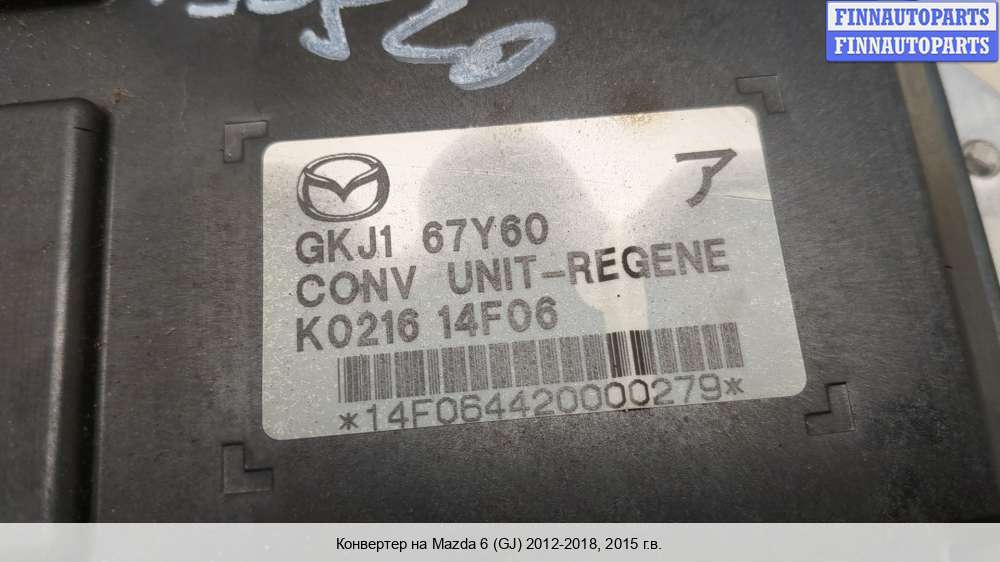 FINNAUTOPARTS
FINNAUTOPARTS
ア
GKJ1 67Y60
CONV UNIT-REGENE
K0216 14F06
*14F064420000279*
Конвертер на Mazda 6 (GJ) 2012-2018, 2015 г.в.